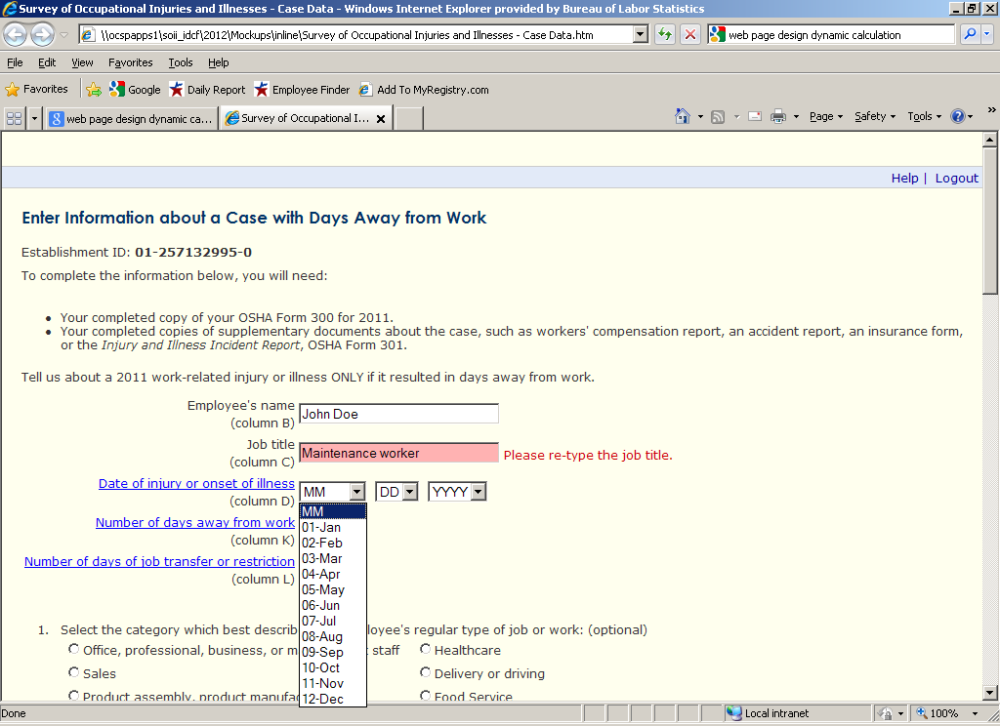 Survey of Occupational Injuries and Illnesses - Case Data - Windows Internet Explorer provided by Bureau of Labor Statistics
\\ocspapps1\soii_idcf\2012\Mockups\inline\Survey of Occupational Injuries and Illnesses - Case Data.htm
web page design dynamic calculation
File Edit View Favorites Tools Help
Favorites Google Daily Report Employee Finder Add To MyRegistry.com
web page design dynamic ca... Survey of Occupational I... Page Safety Tools »
Help | Logout
Enter Information about a Case with Days Away from Work
Establishment ID: 01-257132995-0
To complete the information below, you will need:
• Your completed copy of your OSHA Form 300 for 2011.
• Your completed copies of supplementary documents about the case, such as workers' compensation report, an accident report, an insurance form,
or the Injury and Illness Incident Report, OSHA Form 301.
Tell us about a 2011 work-related injury or illness ONLY if it resulted in days away from work.
Employee's name
(column B)
John Doe
Job title
(column C)
Maintenance worker
Please re-type the job title.
Date of injury or onset of illness
(column D)
MM DD YYYY
MM
01-Jan
02-Feb
03-Mar
04-Apr
05-May
06-Jun
07-Jul
08-Aug
09-Sep
10-Oct
11-Nov
12-Dec
Number of days away from work
(column K)
Number of days of job transfer or restriction
(column L)
1. Select the category which best describ loyee's regular type of job or work: (optional)
Office, professional, business, or m t staff Healthcare
Sales Delivery or driving
Product assembly, product manufa Food Service
Done Local intranet 100%